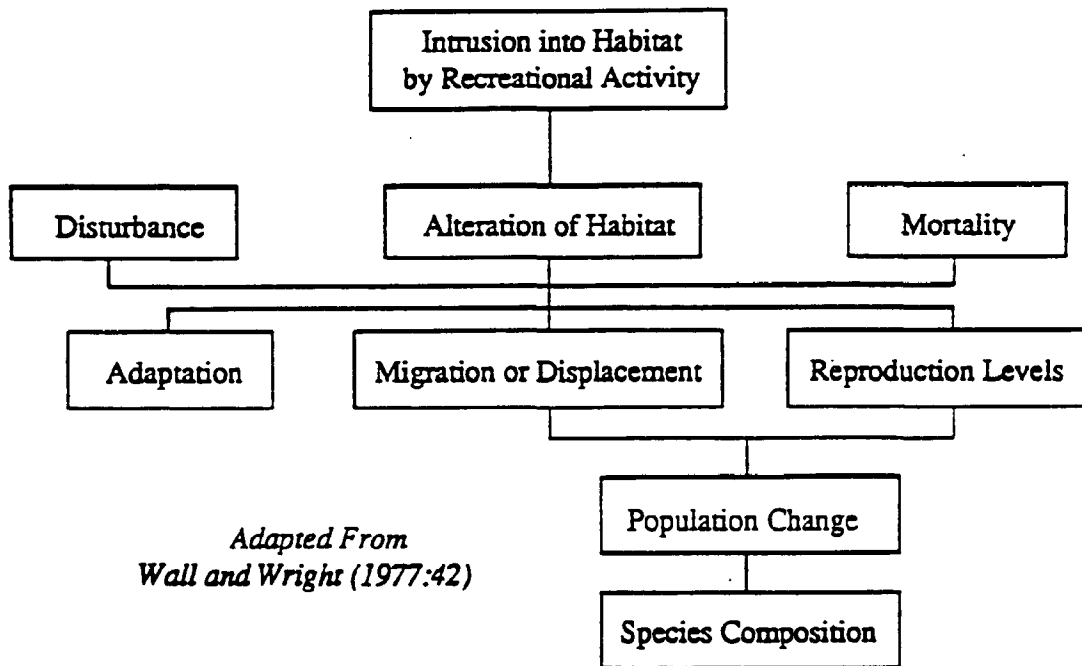 Intrusion into Habitat
by Recreational Activity
Disturbance
Alteration of Habitat
Mortality
Adaptation
Migration or Displacement
Reproduction Levels
Population Change
Adapted From
Wall and Wright (1977:42)
Species Composition